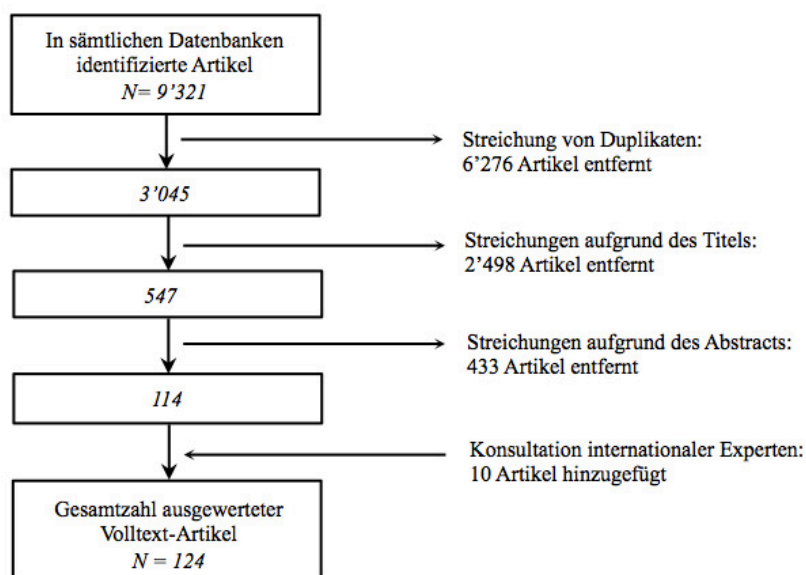 In sämtlichen Datenbanken
identifizierte Artikel
N= 9’321
Streichung von Duplikaten:
6’276 Artikel entfernt
3’045
Streichungen aufgrund des Titels:
2’498 Artikel entfernt
547
Streichungen aufgrund des Abstracts:
433 Artikel entfernt
114
Konsultation internationaler Experten:
10 Artikel hinzugefügt
Gesamtzahl ausgewerteter
Volltext-Artikel
N = 124